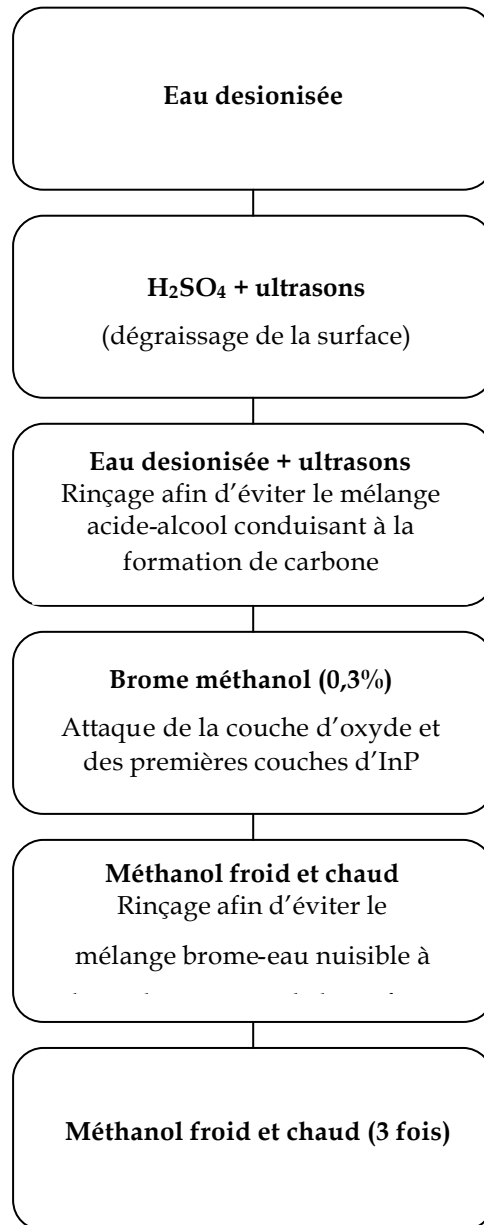 Eau desionisée
H₂SO₄ + ultrasons
(dégraissage de la surface)
Eau desionisée + ultrasons
Rinçage afin d’éviter le mélange
acide-alcool conduisant à la
formation de carbone
Brome méthanol (0,3%)
Attaque de la couche d’oxyde et
des premières couches d’InP
Méthanol froid et chaud
Rinçage afin d’éviter le
mélange brome-eau nuisible à
Méthanol froid et chaud (3 fois)